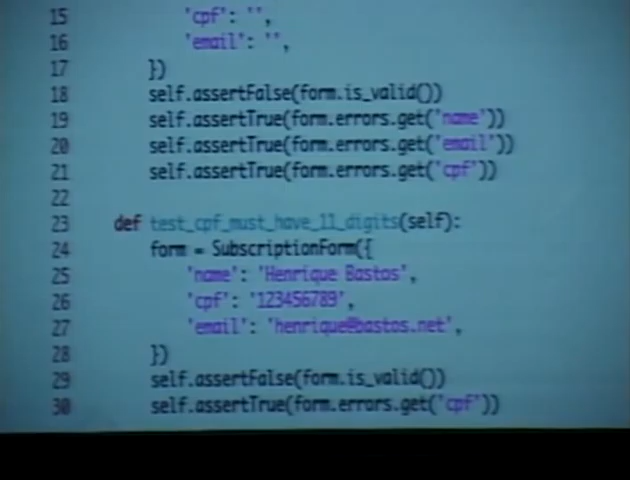 15 'cpf': '',
16 'email': '',
17 })
18 self.assertFalse(form.is_valid())
19 self.assertTrue(form.errors.get('name'))
20 self.assertTrue(form.errors.get('email'))
21 self.assertTrue(form.errors.get('cpf'))
22
23 def test_cpf_must_have_11_digits(self):
24 form = SubscriptionForm({
25 'name': 'Henrique Bastos',
26 'cpf': '123456789',
27 'email': 'henrique@bastos.net',
28 })
29 self.assertFalse(form.is_valid())
30 self.assertTrue(form.errors.get('cpf'))